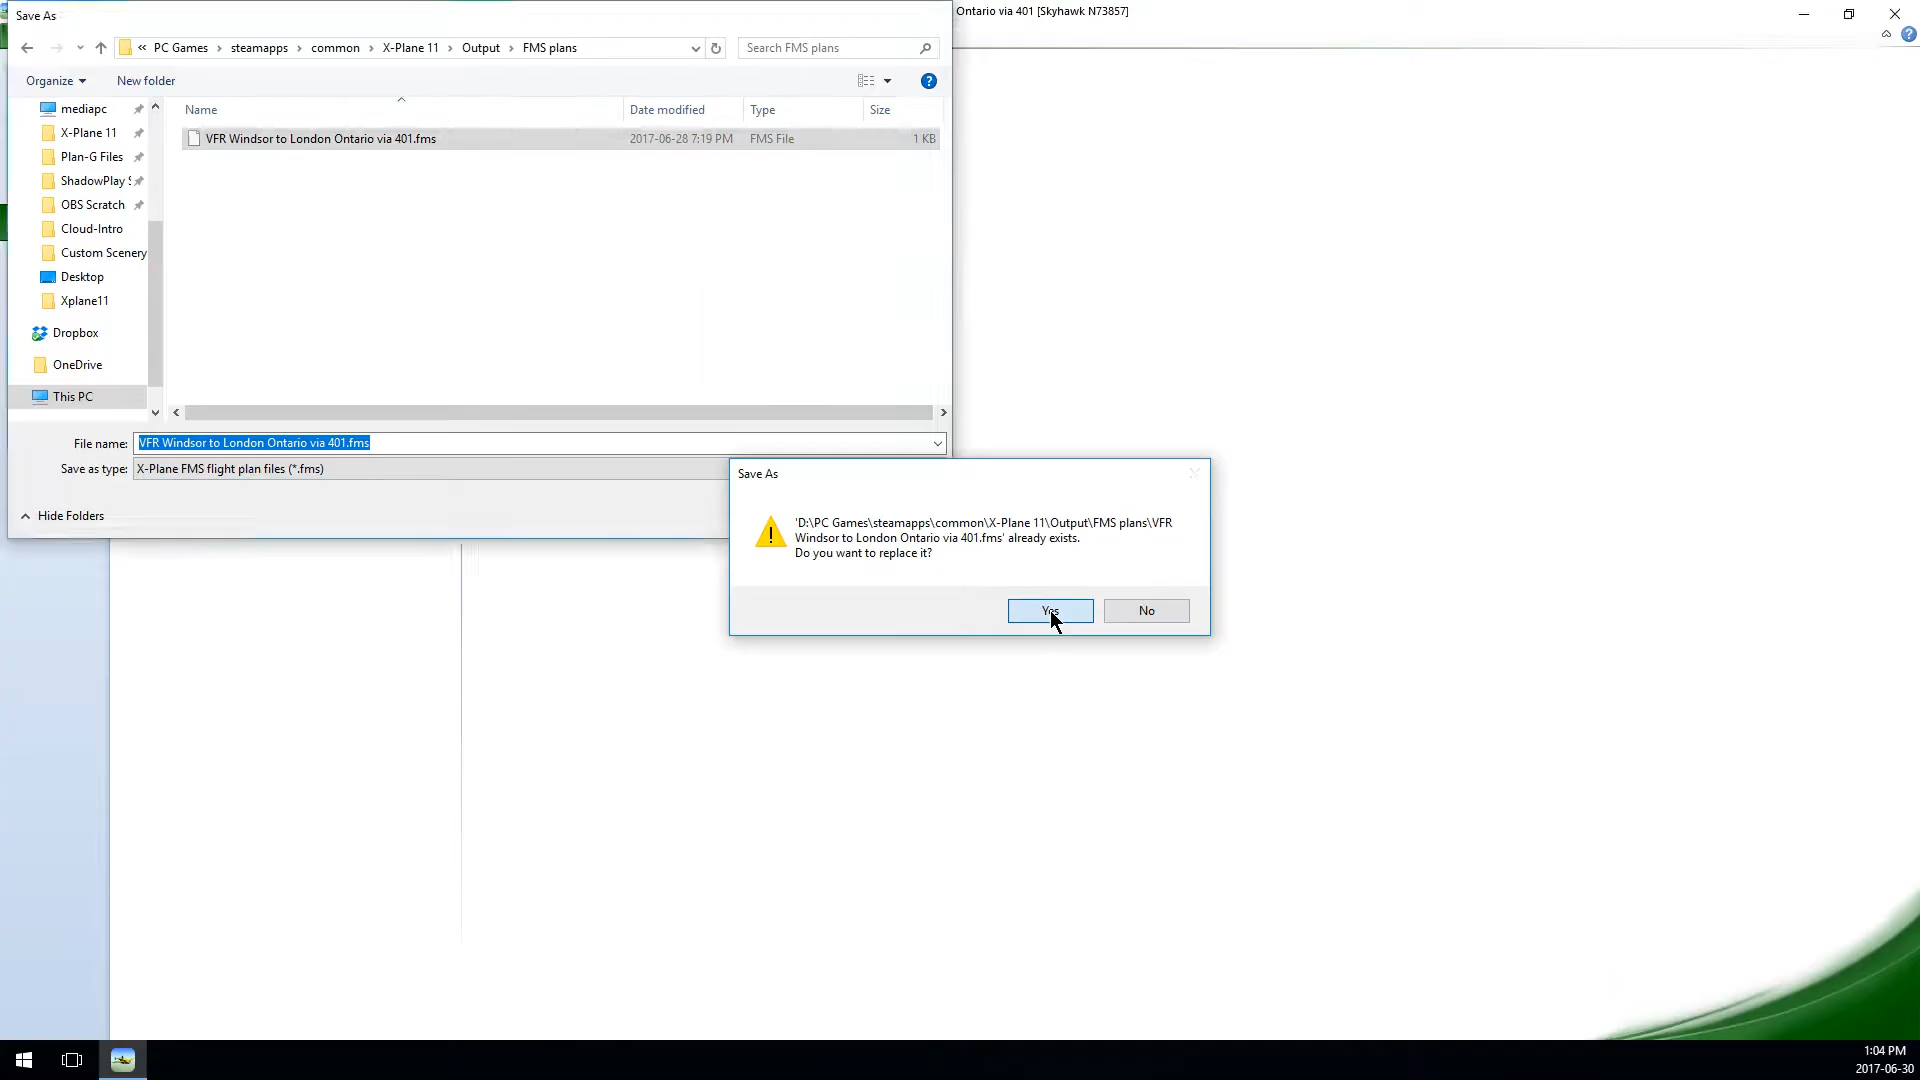 Save As
Ontario via 401 [Skyhawk N73857]
« PC Games > steamapps > common > X-Plane 11 > Output > FMS plans
Search FMS plans
Organize
New folder
Name
Date modified
Type
Size
VFR Windsor to London Ontario via 401.fms
2017-06-28 7:19 PM
FMS File
1 KB
mediapc
X-Plane 11
Plan-G Files
ShadowPlay S
OBS Scratch
Cloud-Intro
Custom Scenery
Desktop
Xplane11
Dropbox
OneDrive
This PC
File name: VFR Windsor to London Ontario via 401.fms
Save as type: X-Plane FMS flight plan files (*.fms)
Hide Folders
Save As
'D:\PC Games\steamapps\common\X-Plane 11\Output\FMS plans\VFR
Windsor to London Ontario via 401.fms' already exists.
Do you want to replace it?
Yes
No
1:04 PM
2017-06-30